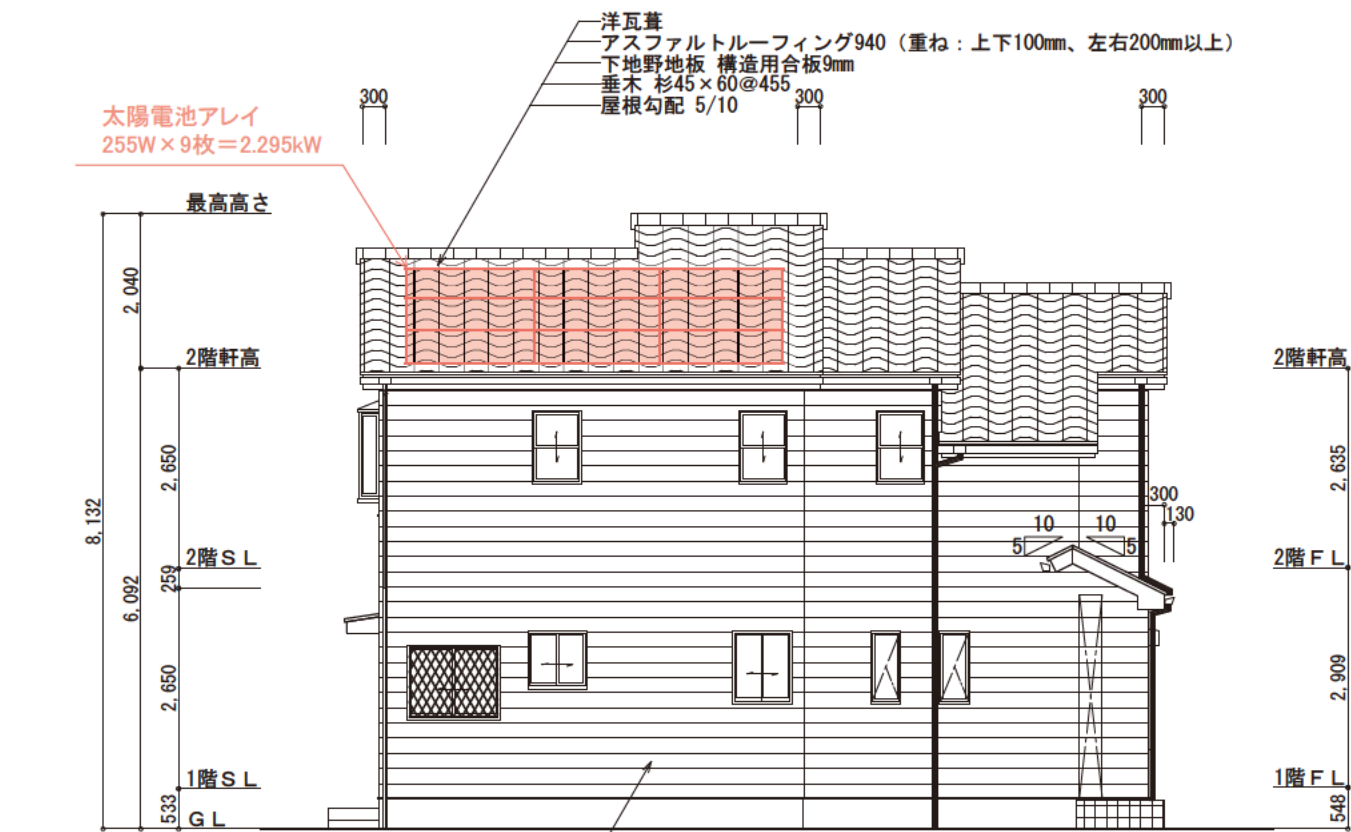 洋瓦葺
アスファルトルーフィング940（重ね：上下100mm、左右200mm以上）
下地野地板 構造用合板9mm
垂木 杉45×60@455
屋根勾配 5/10
300
300
300
太陽電池アレイ
255W×9枚＝2.295kW
最高高さ
2,040
2階軒高
2階軒高
2,650
2,635
8,132
300
130
10
10
5
5
2階ＳＬ
2階ＦＬ
259
6,092
2,650
2,909
1階ＳＬ
1階ＦＬ
533
548
ＧＬ